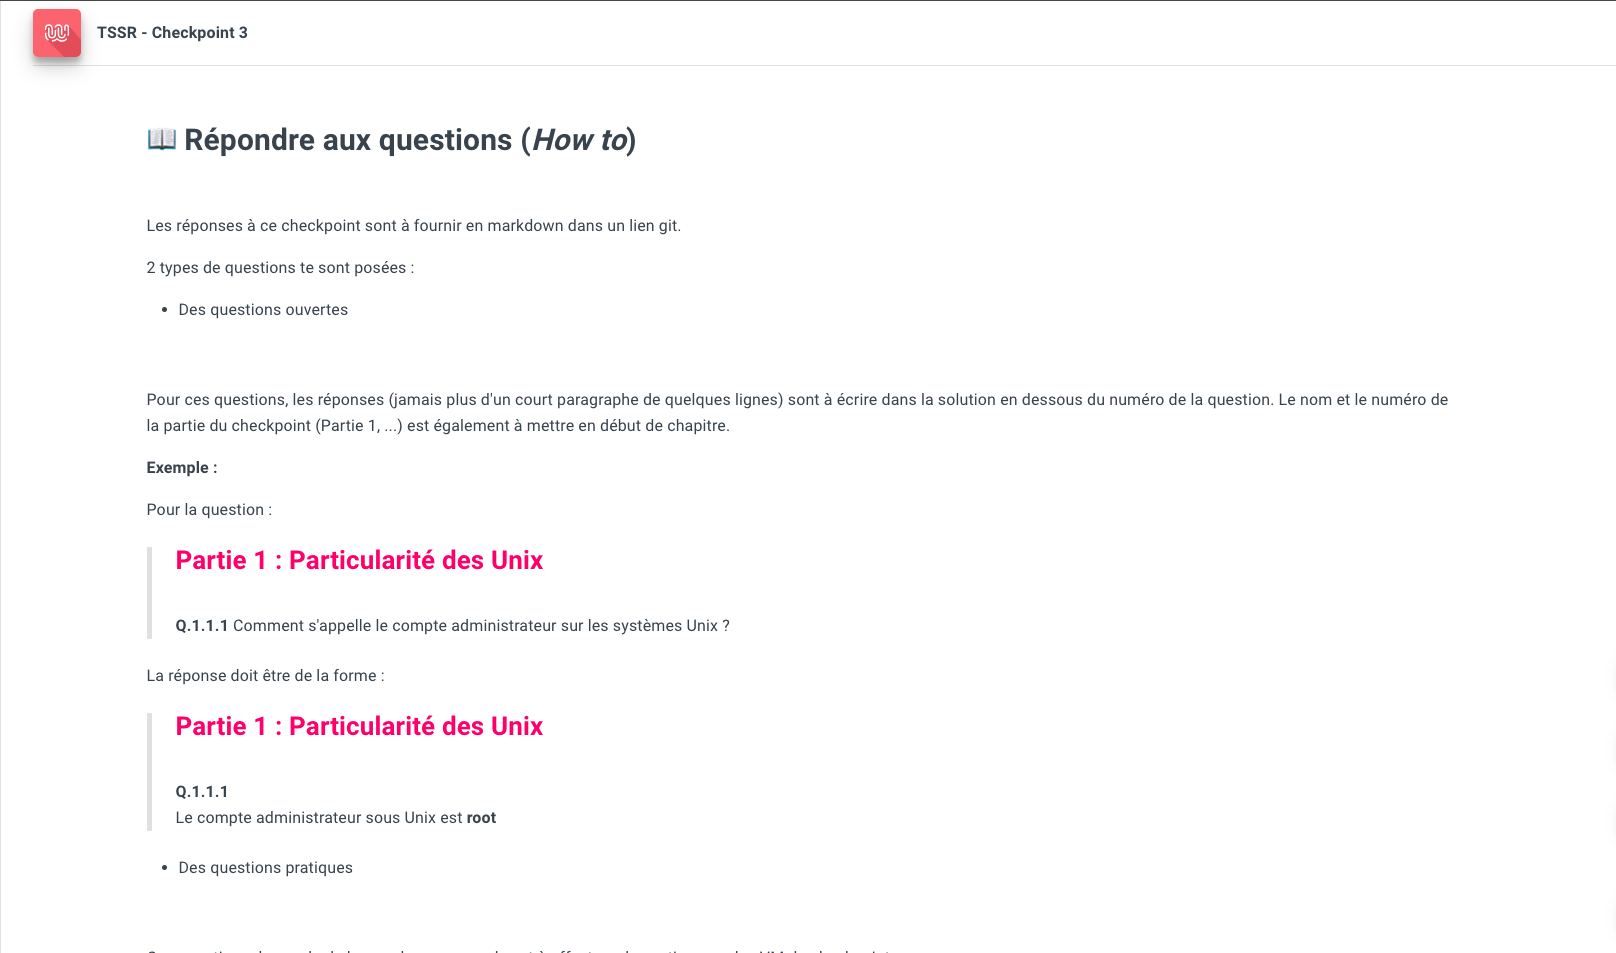 TSSR - Checkpoint 3
📖 Répondre aux questions (How to)
Les réponses à ce checkpoint sont à fournir en markdown dans un lien git.
2 types de questions te sont posées :
• Des questions ouvertes
Pour ces questions, les réponses (jamais plus d'un court paragraphe de quelques lignes) sont à écrire dans la solution en dessous du numéro de la question. Le nom et le numéro de
la partie du checkpoint (Partie 1, ...) est également à mettre en début de chapitre.
Exemple :
Pour la question :
Partie 1 : Particularité des Unix
Q.1.1.1 Comment s'appelle le compte administrateur sur les systèmes Unix ?
La réponse doit être de la forme :
Partie 1 : Particularité des Unix
Q.1.1.1
Le compte administrateur sous Unix est root
• Des questions pratiques